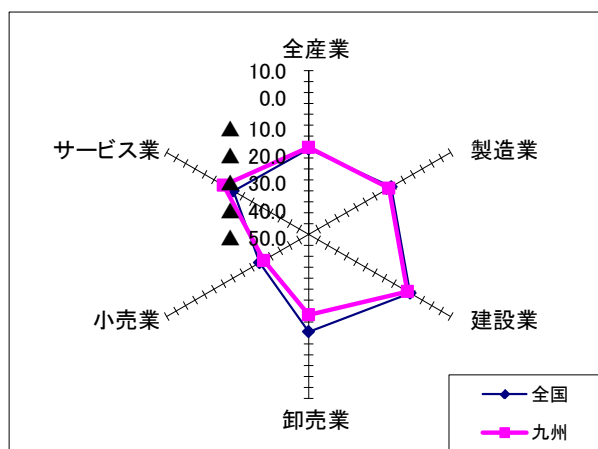 全産業
10.0
0.0
▲ 10.0
▲ 20.0
▲ 30.0
▲ 40.0
▲ 50.0
サービス業
製造業
小売業
建設業
卸売業
全国
九州